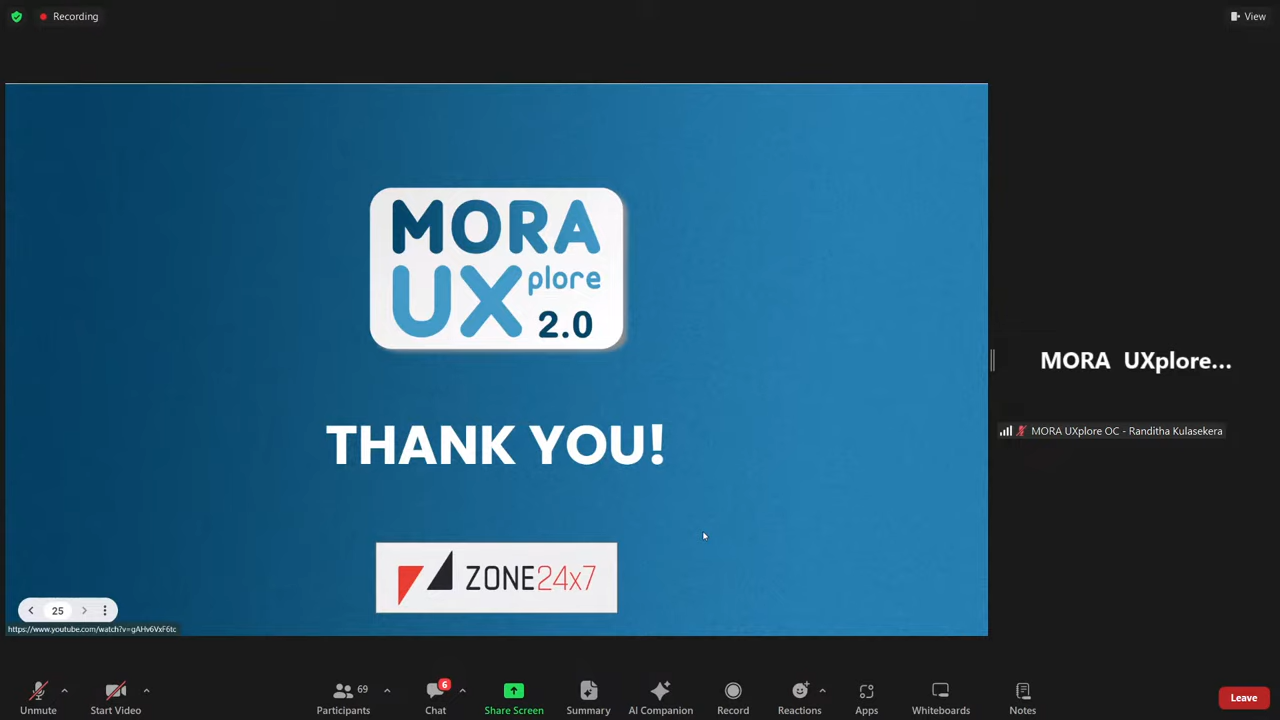 Recording
View
MORA
UXplore
2.0
THANK YOU!
ZONE24x7
25
https://www.youtube.com/watch?v=gAHv6VxF6tc
MORA UXplore...
MORA UXplore OC - Randitha Kulasekera
Unmute
Start Video
69
Participants
6
Chat
Share Screen
Summary
AI Companion
Record
Reactions
Apps
Whiteboards
Notes
Leave